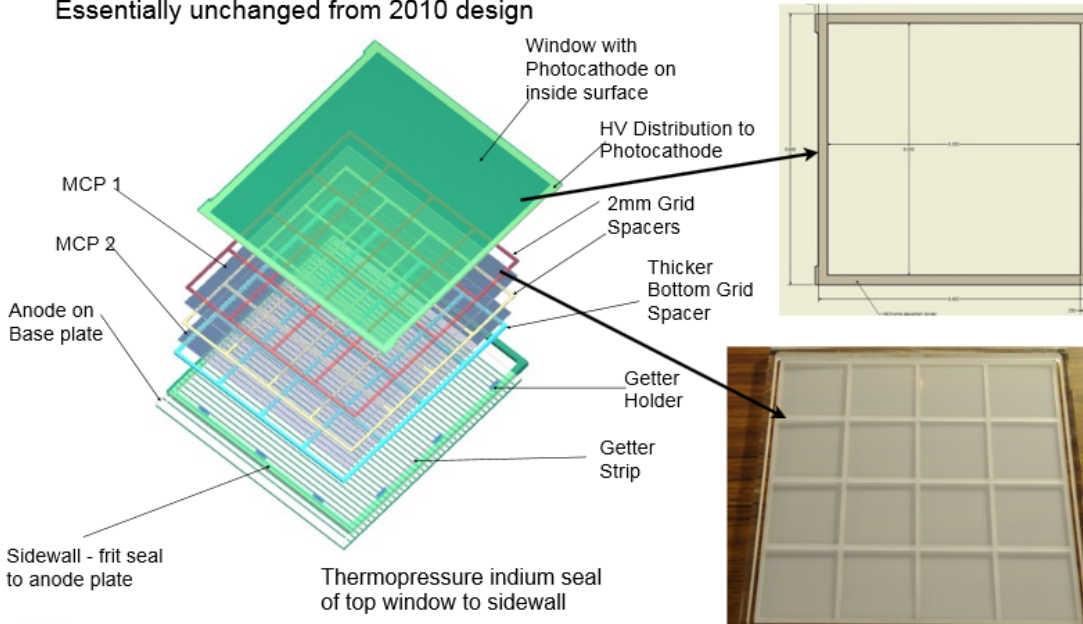 Essentially unchanged from 2010 design
Window with
Photocathode on
inside surface
HV Distribution to
Photocathode
MCP 1
2mm Grid
Spacers
MCP 2
Thicker
Bottom Grid
Spacer
Anode on
Base plate
Getter
Holder
Getter
Strip
Sidewall - frit seal
to anode plate
Thermopressure indium seal
of top window to sidewall